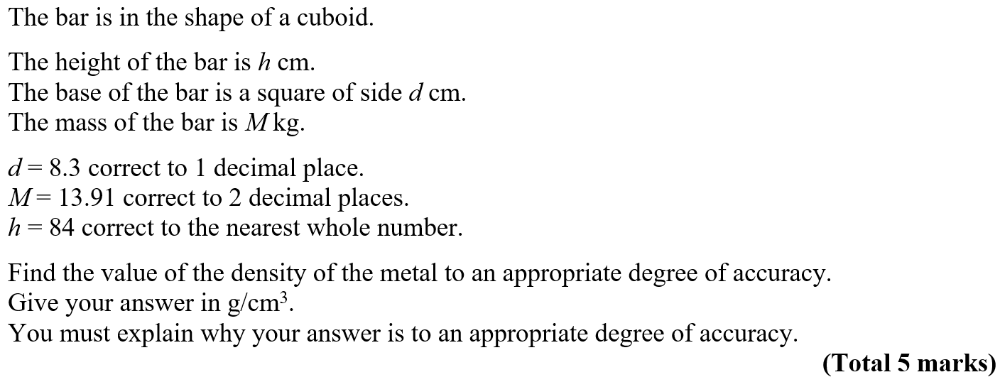 The bar is in the shape of a cuboid.
The height of the bar is h cm.
The base of the bar is a square of side d cm.
The mass of the bar is M kg.
d = 8.3 correct to 1 decimal place.
M = 13.91 correct to 2 decimal places.
h = 84 correct to the nearest whole number.
Find the value of the density of the metal to an appropriate degree of accuracy.
Give your answer in g/cm³.
You must explain why your answer is to an appropriate degree of accuracy.
(Total 5 marks)